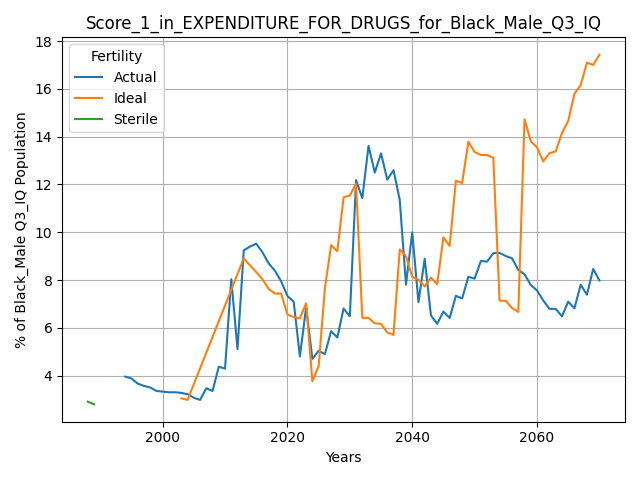 Score_1_in_EXPENDITURE_FOR_DRUGS_for_Black_Male_Q3_IQ
% of Black_Male Q3_IQ Population
18
16
14
12
10
8
6
4
Fertility
Actual
Ideal
Sterile
2000
2020
2040
2060
Years